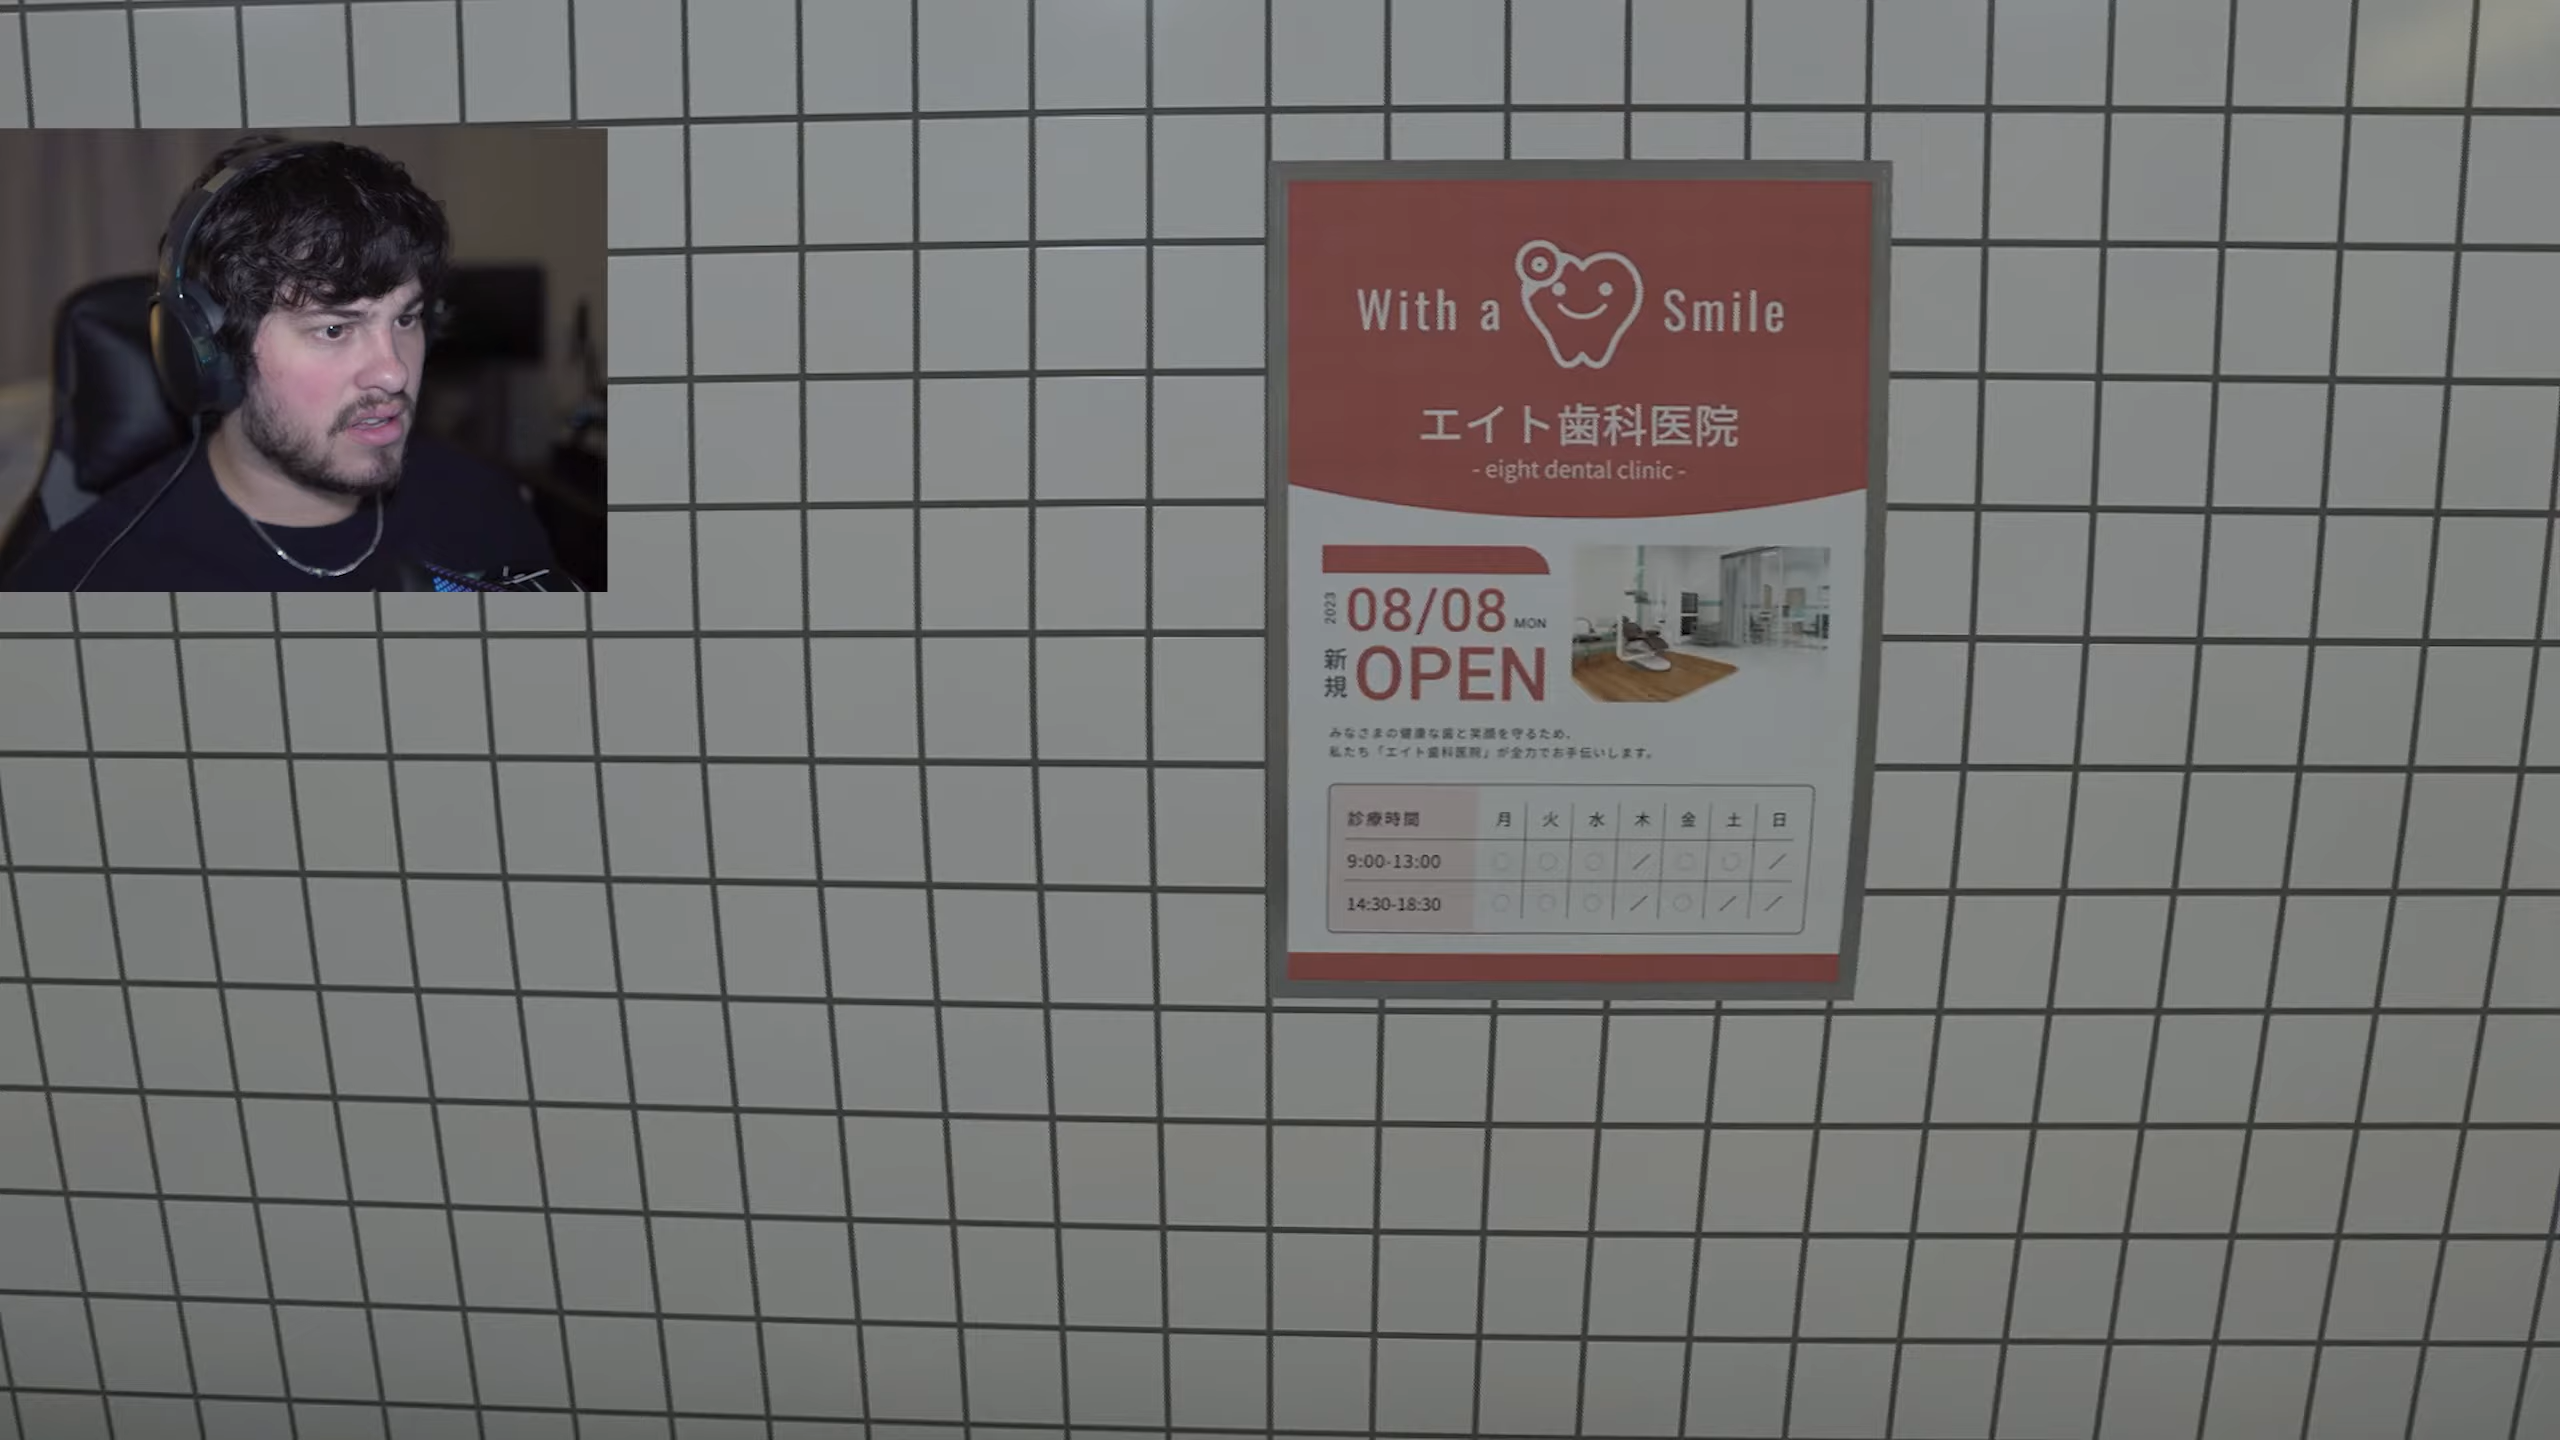 With a Smile
エイト歯科医院
- eight dental clinic -
2023 08/08 MON
新規 OPEN
みなさまの健康な歯と笑顔を守るため、
私たち「エイト歯科医院」が全力でお手伝いします。
診療時間 月 火 水 木 金 土 日
9:00-13:00 ○ ○ ○ / ○ ○ /
14:30-18:30 ○ ○ ○ / ○ / /